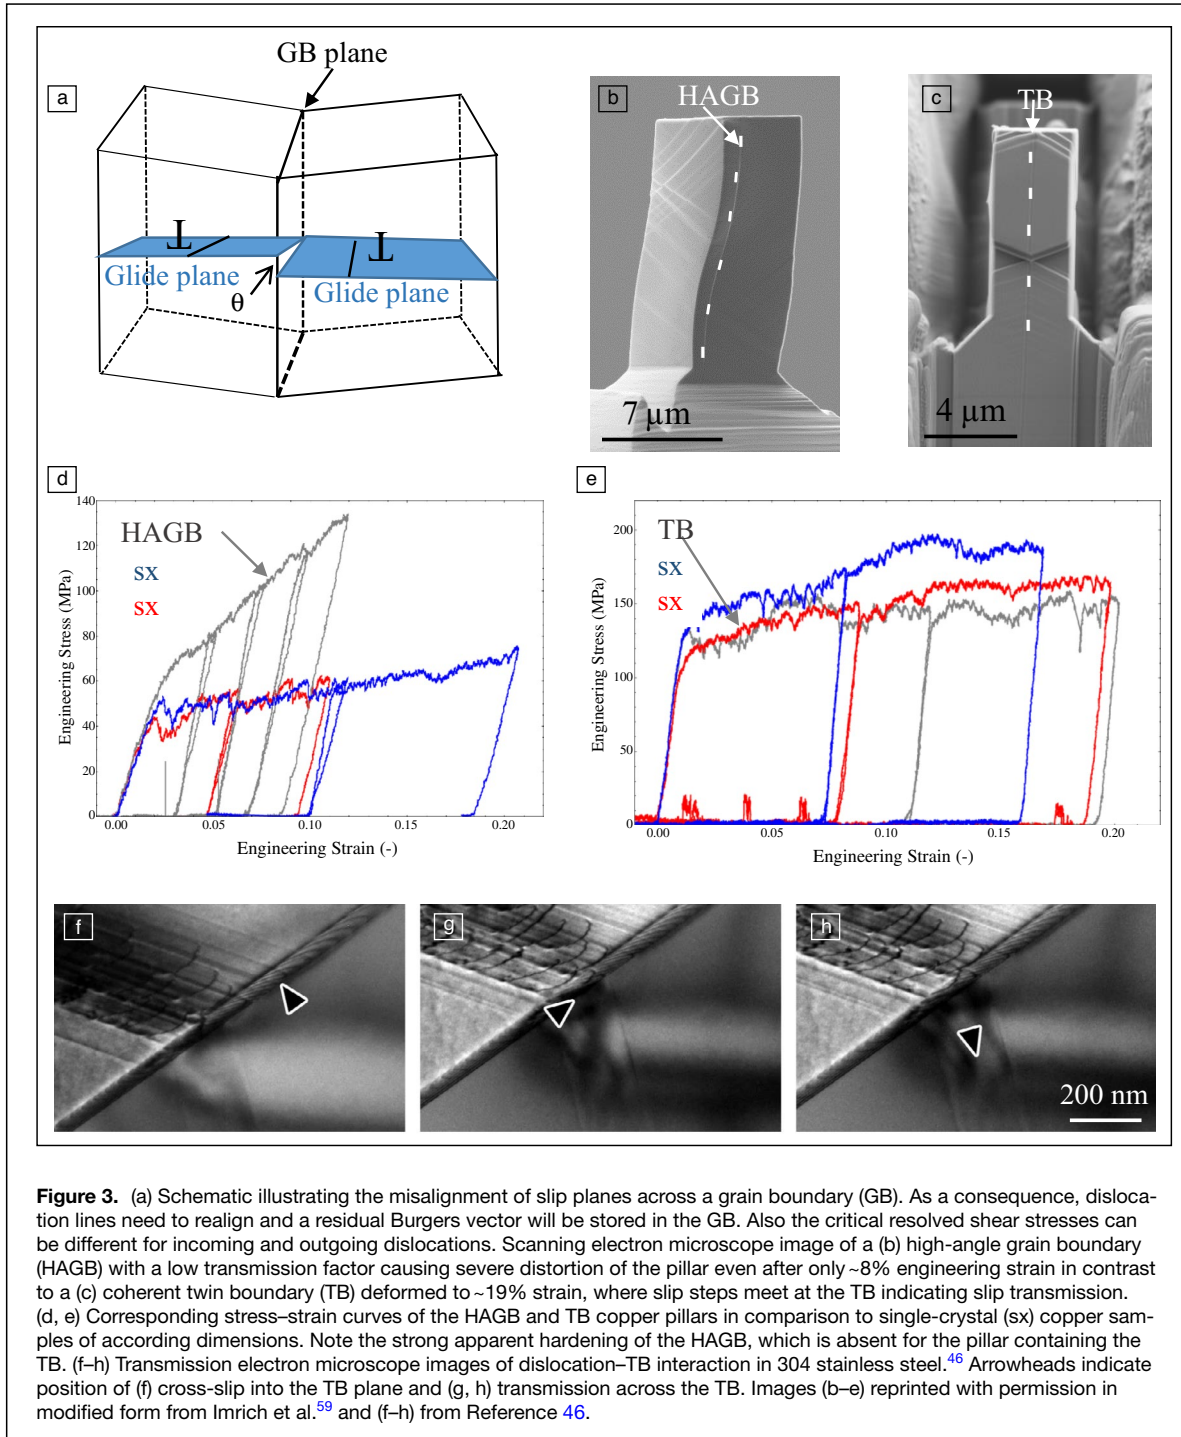 GB plane
a
T
T
Glide plane
Glide plane
θ
b
HAGB
7 µm
c
TB
4 µm
d
140
120
100
80
60
40
20
0
Engineering Stress (MPa)
HAGB
sx
sx
0.00
0.05
0.10
0.15
0.20
Engineering Strain (-)
e
200
150
100
50
0
Engineering Stress (MPa)
TB
sx
sx
0.00
0.05
0.10
0.15
0.20
Engineering Strain (-)
f
g
h
200 nm
Figure 3. (a) Schematic illustrating the misalignment of slip planes across a grain boundary (GB). As a consequence, disloca-
tion lines need to realign and a residual Burgers vector will be stored in the GB. Also the critical resolved shear stresses can
be different for incoming and outgoing dislocations. Scanning electron microscope image of a (b) high-angle grain boundary
(HAGB) with a low transmission factor causing severe distortion of the pillar even after only ~8% engineering strain in contrast
to a (c) coherent twin boundary (TB) deformed to ~19% strain, where slip steps meet at the TB indicating slip transmission.
(d, e) Corresponding stress–strain curves of the HAGB and TB copper pillars in comparison to single-crystal (sx) copper sam-
ples of according dimensions. Note the strong apparent hardening of the HAGB, which is absent for the pillar containing the
TB. (f–h) Transmission electron microscope images of dislocation–TB interaction in 304 stainless steel.46 Arrowheads indicate
position of (f) cross-slip into the TB plane and (g, h) transmission across the TB. Images (b–e) reprinted with permission in
modified form from Imrich et al.59 and (f–h) from Reference 46.